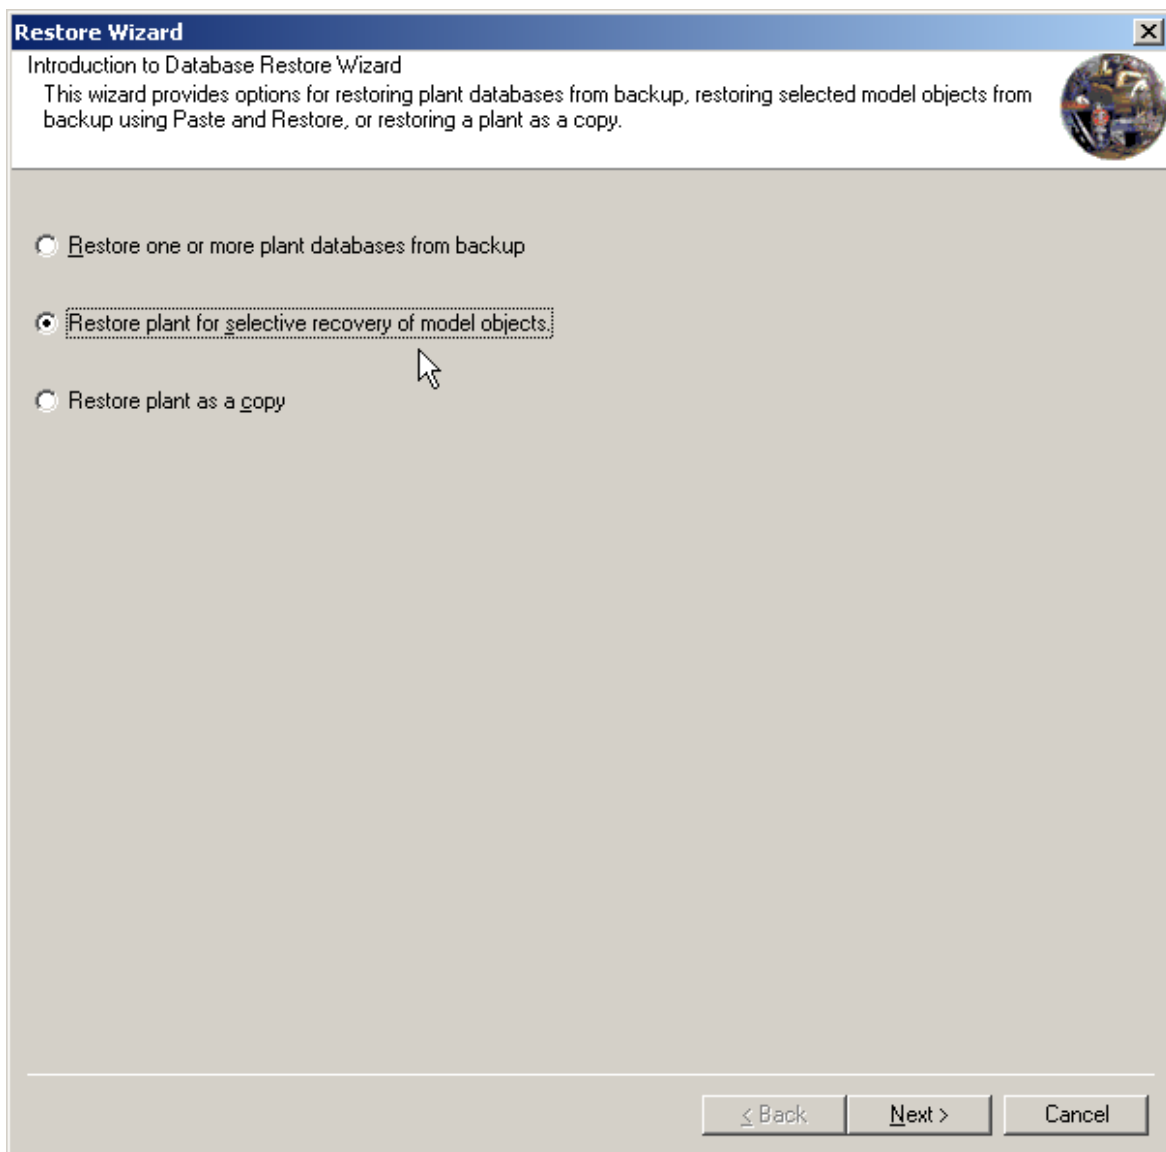 Restore Wizard
Introduction to Database Restore Wizard
This wizard provides options for restoring plant databases from backup, restoring selected model objects from
backup using Paste and Restore, or restoring a plant as a copy.
Restore one or more plant databases from backup
Restore plant for selective recovery of model objects.
Restore plant as a copy
< Back
Next >
Cancel